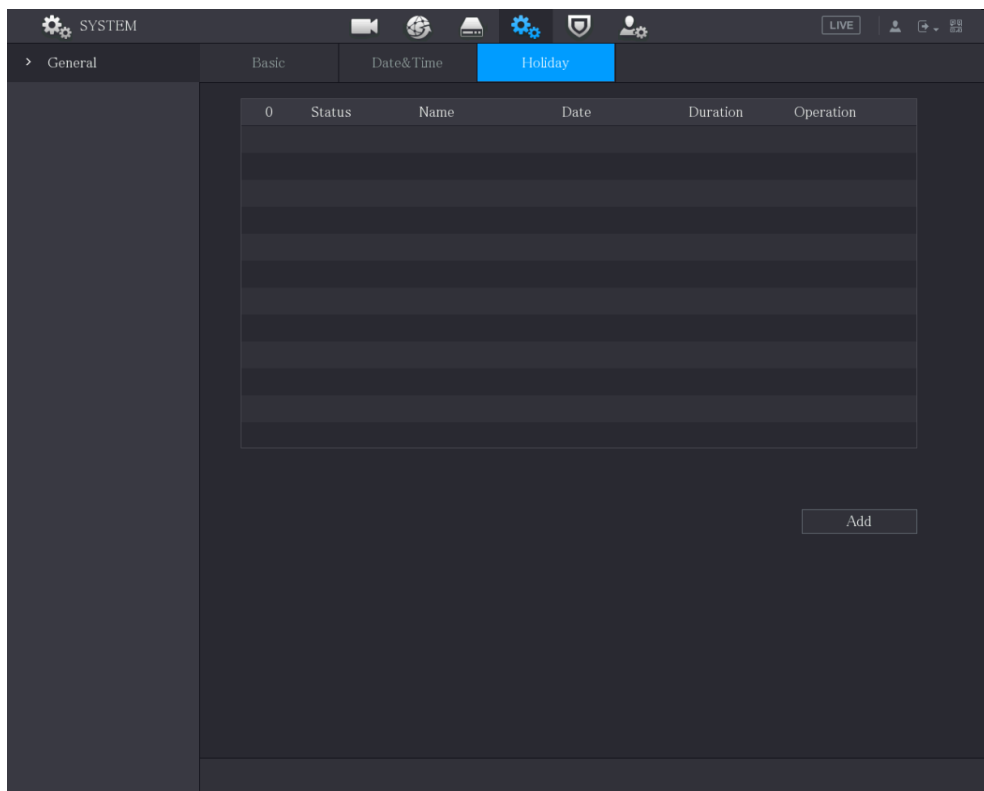 SYSTEM LIVE
General Basic Date&Time Holiday
0 Status Name Date Duration Operation
Add